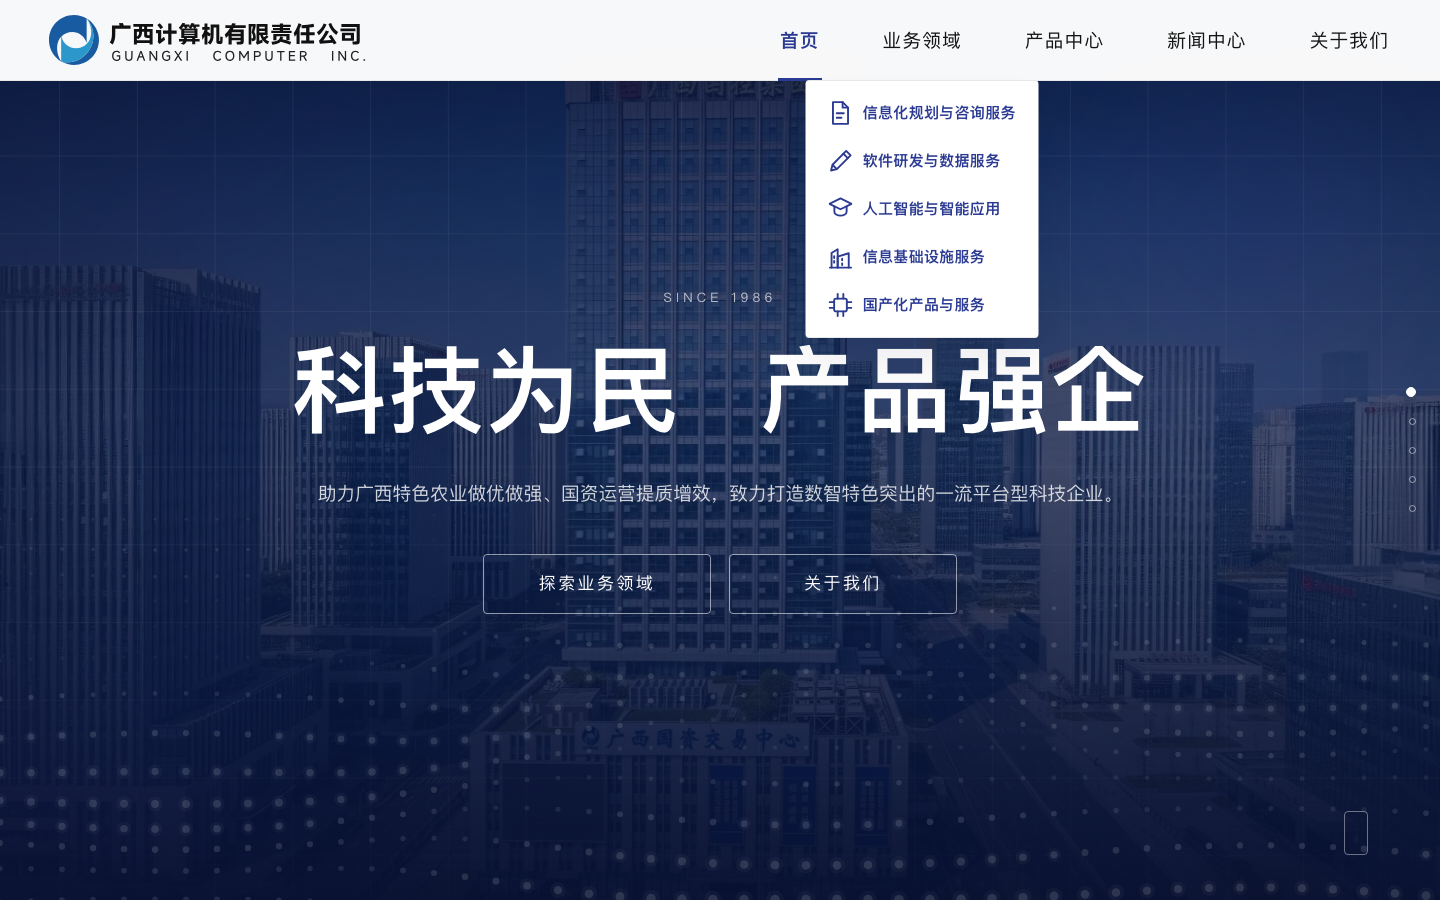 广西计算机有限责任公司
GUANGXI COMPUTER INC.
首页
业务领域
产品中心
新闻中心
关于我们
信息化规划与咨询服务
软件研发与数据服务
人工智能与智能应用
信息基础设施服务
国产化产品与服务
SINCE 1986
科技为民 产品强企
助力广西特色农业做优做强、国资运营提质增效，致力打造数智特色突出的一流平台型科技企业。
探索业务领域
关于我们
广西国资交易中心